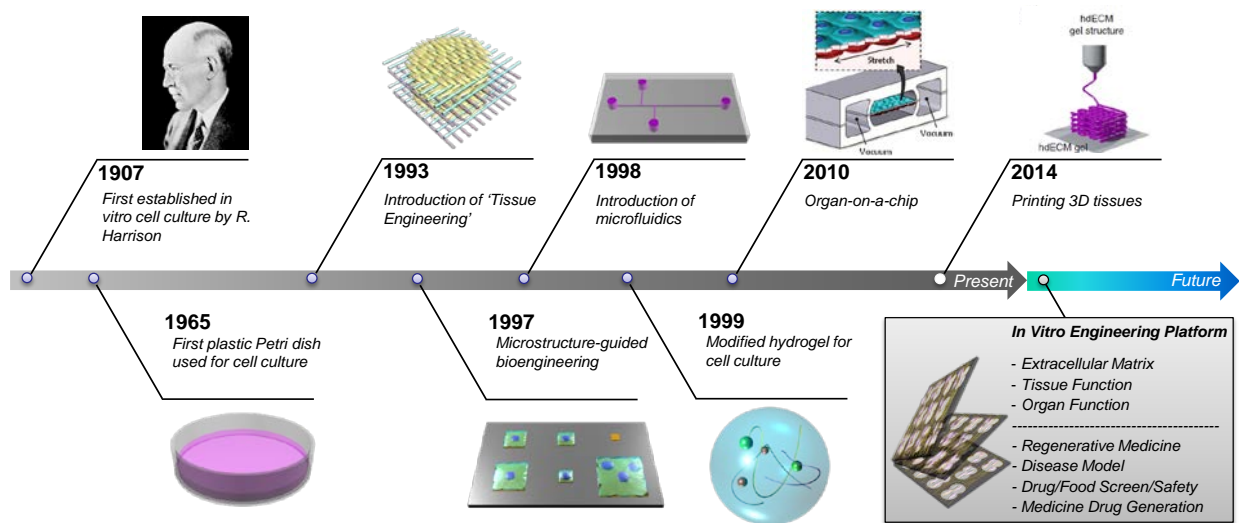 hdECM
gel structure
hdECM gel
Stretch
Vacuum
Vacuum
1907
First established in
vitro cell culture by R.
Harrison
1993
Introduction of ‘Tissue
Engineering’
1998
Introduction of
microfluidics
2010
Organ-on-a-chip
2014
Printing 3D tissues
Present
Future
1965
First plastic Petri dish
used for cell culture
1997
Microstructure-guided
bioengineering
1999
Modified hydrogel for
cell culture
In Vitro Engineering Platform
- Extracellular Matrix
- Tissue Function
- Organ Function
----------------------------------------
- Regenerative Medicine
- Disease Model
- Drug/Food Screen/Safety
- Medicine Drug Generation